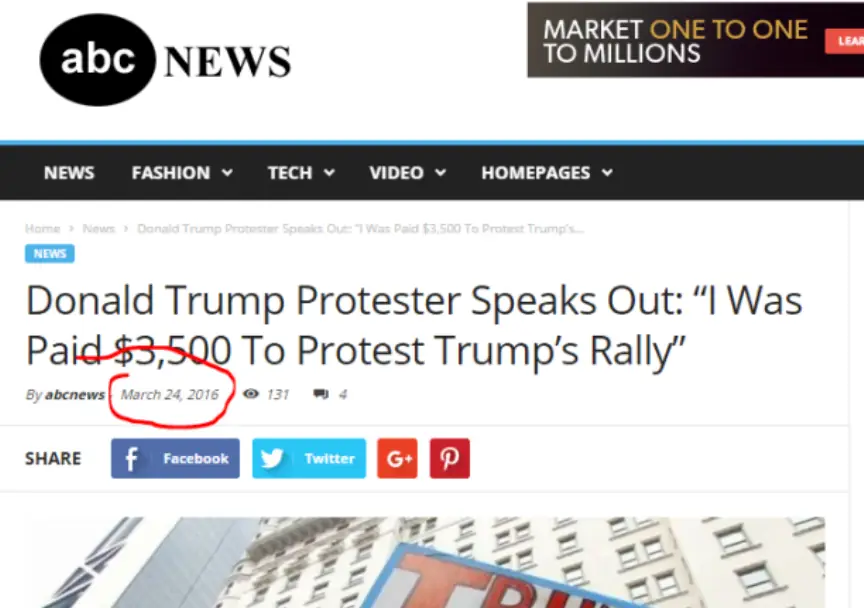 abc NEWS
MARKET ONE TO ONE
TO MILLIONS
NEWS FASHION TECH VIDEO HOMEPAGES
Home > News > Donald Trump Protester Speaks Out: "I Was Paid $3,500 To Protest Trump's...
NEWS
Donald Trump Protester Speaks Out: “I Was
Paid $3,500 To Protest Trump’s Rally”
By abcnews - March 24, 2016 131 4
SHARE f Facebook Twitter G+
TRU